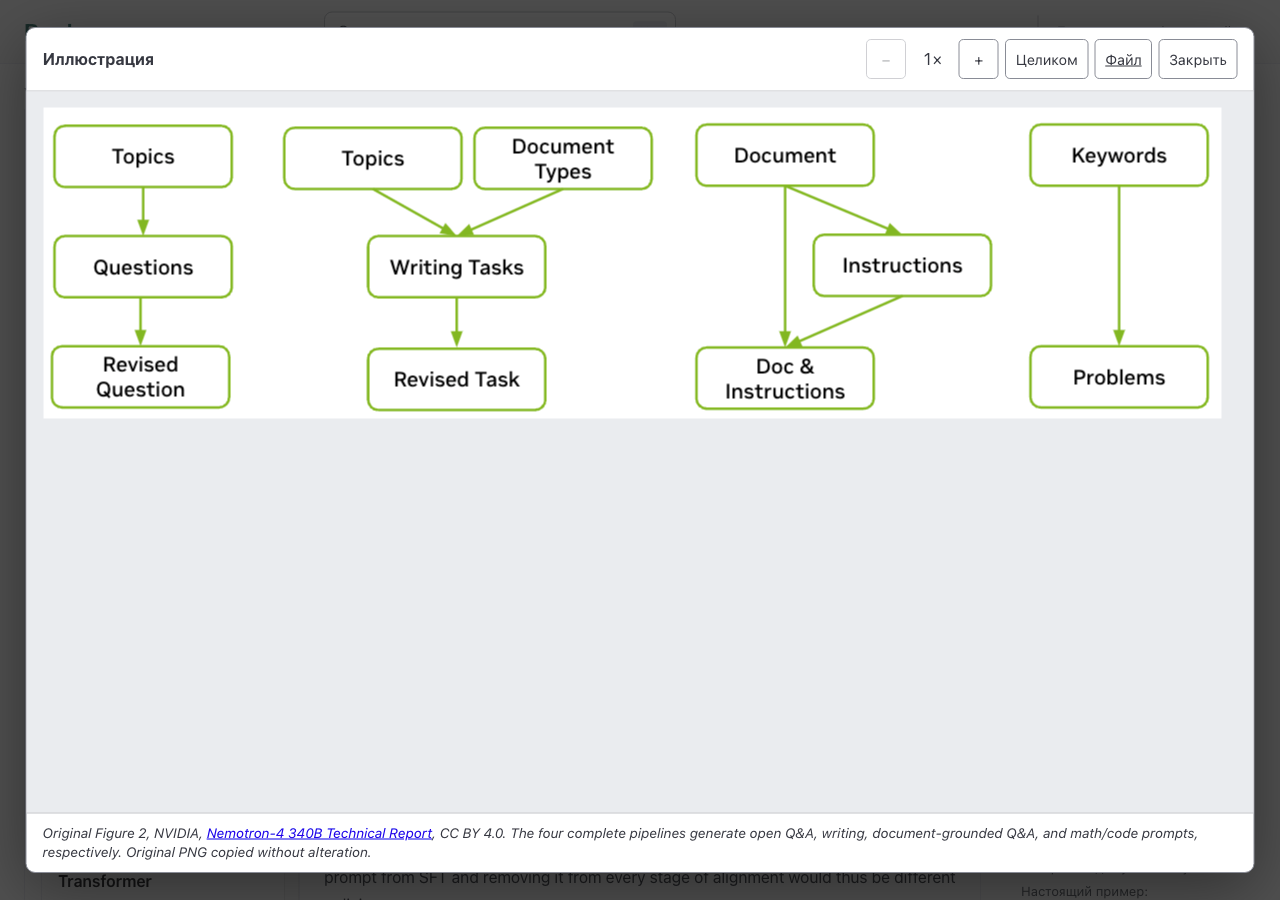 Иллюстрация
−
1×
+
Целиком
Файл
Закрыть
Topics
Questions
Revised
Question
Topics
Document
Types
Writing Tasks
Revised Task
Document
Instructions
Doc &
Instructions
Keywords
Problems
Original Figure 2, NVIDIA, Nemotron-4 340B Technical Report, CC BY 4.0. The four complete pipelines generate open Q&A, writing, document-grounded Q&A, and math/code prompts,
respectively. Original PNG copied without alteration.
Transformer
prompt from SFT and removing it from every stage of alignment would thus be different
Настоящий пример: